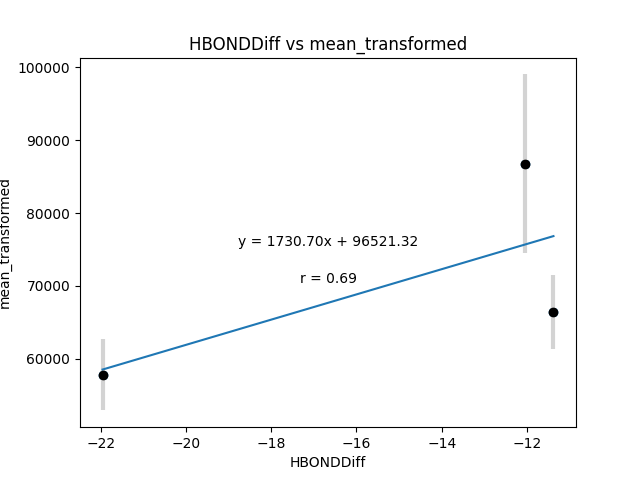 HBONDDiff vs mean_transformed
100000
90000
80000
70000
60000
mean_transformed
y = 1730.70x + 96521.32
r = 0.69
−22
−20
−18
−16
−14
−12
HBONDDiff